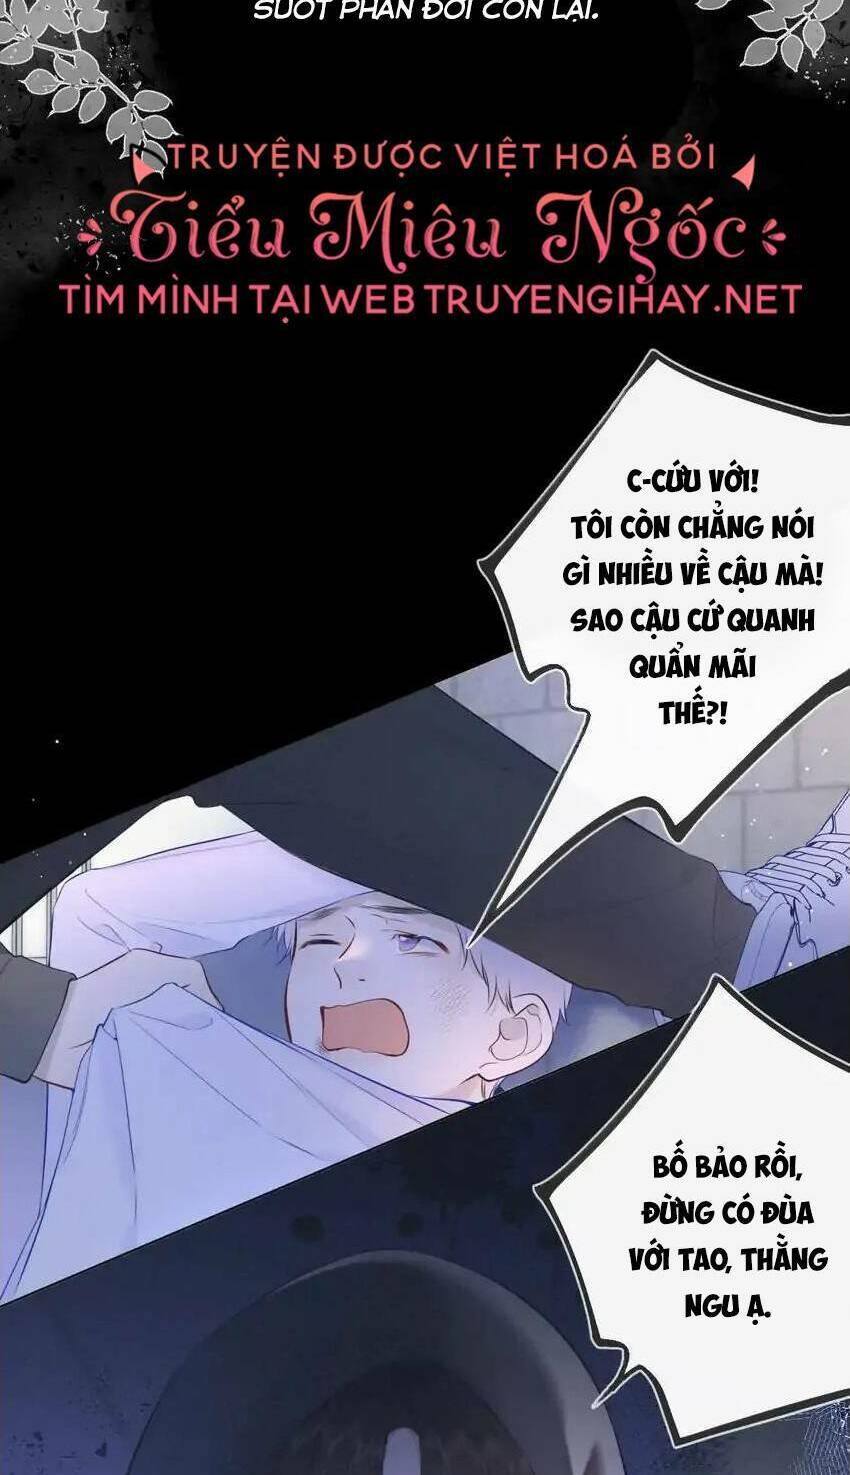 SUỐT PHẦN ĐỜI CÒN LẠI.
TRUYỆN ĐƯỢC VIỆT HOÁ BỞI
Tiểu Miêu Ngốc
TÌM MÌNH TẠI WEB TRUYENGIHAY.NET
C-CỨU VỚI!
TÔI CÒN CHẲNG NÓI
GÌ NHIỀU VỀ CẬU MÀ!
SAO CẬU CỨ QUANH
QUẨN MÃI
THẾ?!
BỐ BẢO RỒI,
ĐỪNG CÓ ĐÙA
VỚI TAO, THẰNG
NGU Ạ.